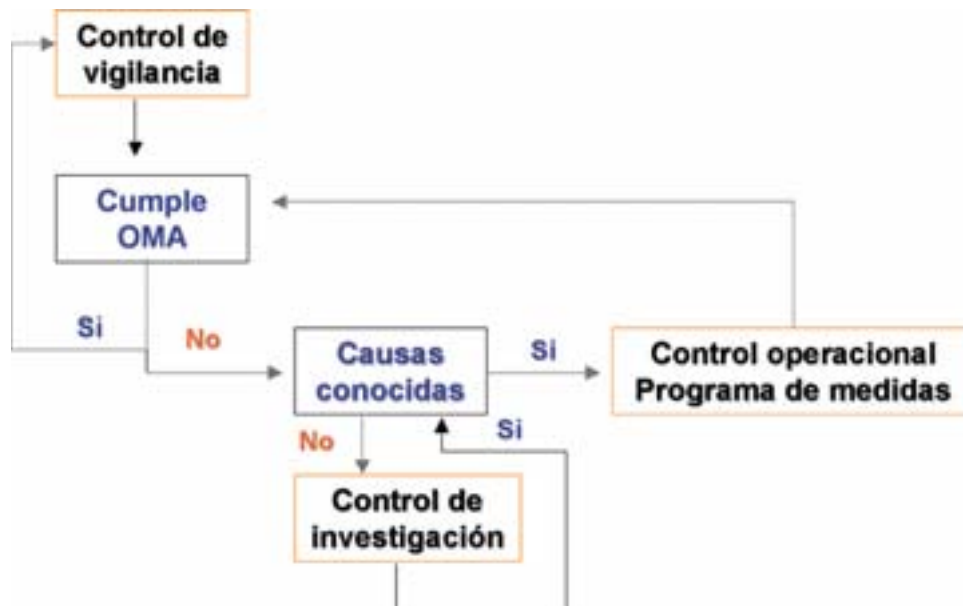 Control de
vigilancia
Cumple
OMA
Si
No
Causas
conocidas
Si
Control operacional
Programa de medidas
No
Si
Control de
investigación